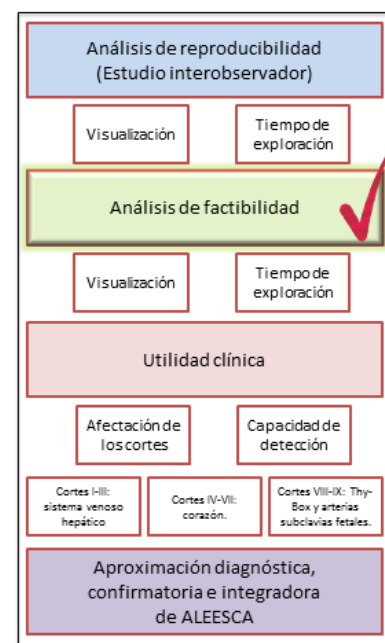 Análisis de reproducibilidad
(Estudio interobservador)
Visualización
Tiempo de
exploración
Análisis de factibilidad
Visualización
Tiempo de
exploración
Utilidad clínica
Afectación de
los cortes
Capacidad de
detección
Cortes I-III:
sistema venoso
hepático
Cortes IV-VII:
corazón.
Cortes VIII-IX: Thy-
Box y arterias
subclavias fetales.
Aproximación diagnóstica,
confirmatoria e integradora
de ALEESCA